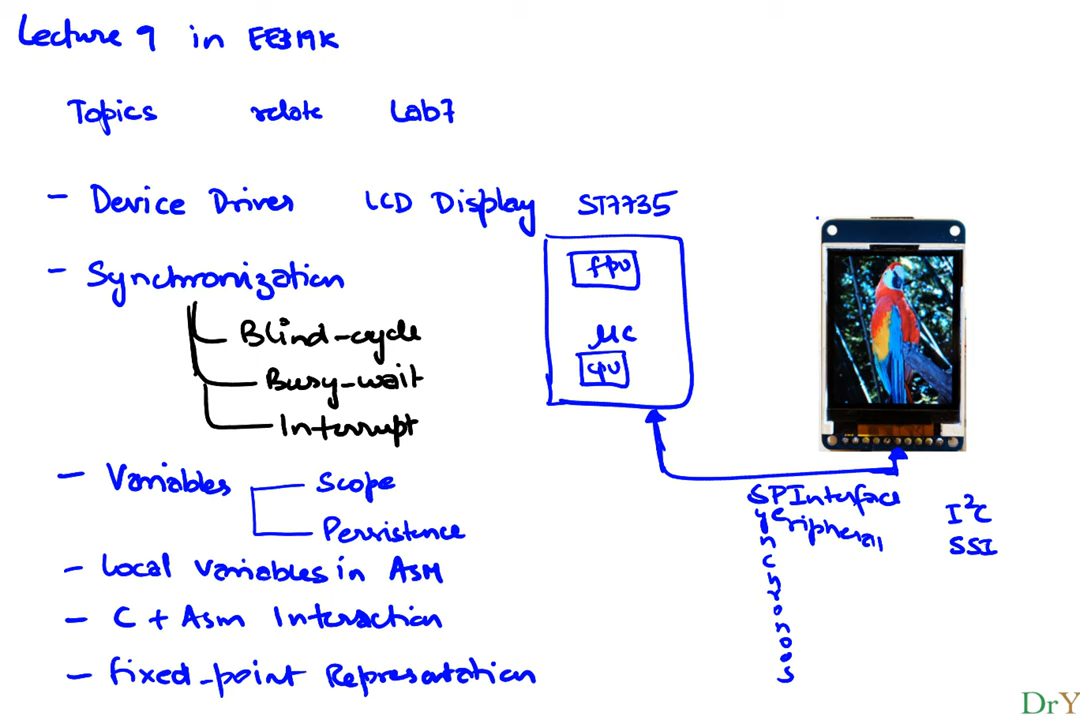 Lecture 9 in EE319K
Topics relate Lab7
- Device Driver LCD Display ST7735
- Synchronization
Blind-cycle
Busy-wait
Interrupt
fpu
μC
cpu
- Variables
Scope
Persistence
- Local Variables in ASM
- C + Asm Interaction
- Fixed-point Representation
SPInterface
Peripheral
Synchronous
I²C
SSI
DrY